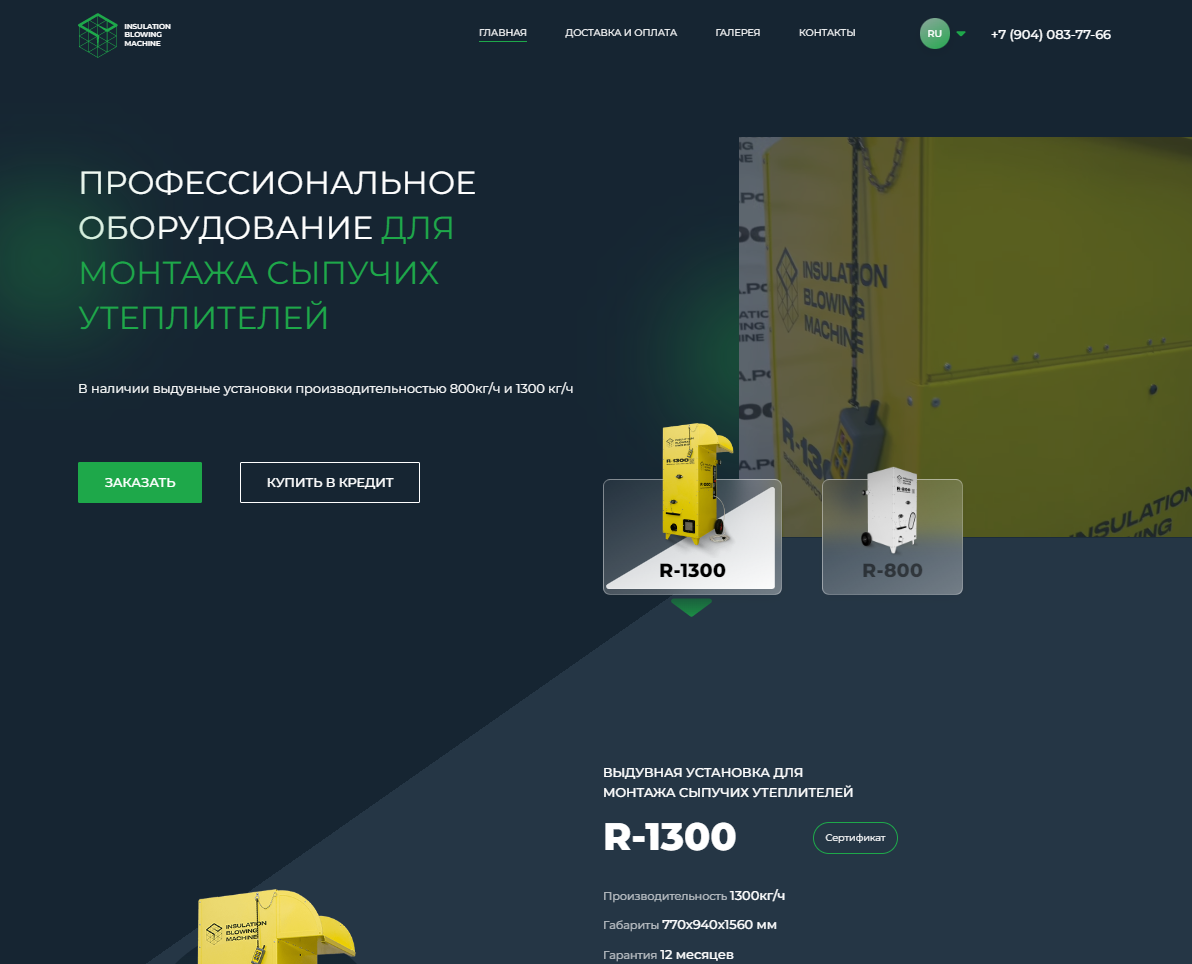 INSULATION
BLOWING
MACHINE
ГЛАВНАЯ
ДОСТАВКА И ОПЛАТА
ГАЛЕРЕЯ
КОНТАКТЫ
RU
+7 (904) 083-77-66
ПРОФЕССИОНАЛЬНОЕ
ОБОРУДОВАНИЕ ДЛЯ
МОНТАЖА СЫПУЧИХ
УТЕПЛИТЕЛЕЙ
В наличии выдувные установки производительностью 800кг/ч и 1300 кг/ч
ЗАКАЗАТЬ
КУПИТЬ В КРЕДИТ
INSULATION
BLOWING
MACHINE
INSULATION
R-1300
R-1300
R-800
R-800
ВЫДУВНАЯ УСТАНОВКА ДЛЯ
МОНТАЖА СЫПУЧИХ УТЕПЛИТЕЛЕЙ
R-1300
Сертификат
Производительность 1300кг/ч
Габариты 770х940х1560 мм
Гарантия 12 месяцев
INSULATION
BLOWING
MACHINE